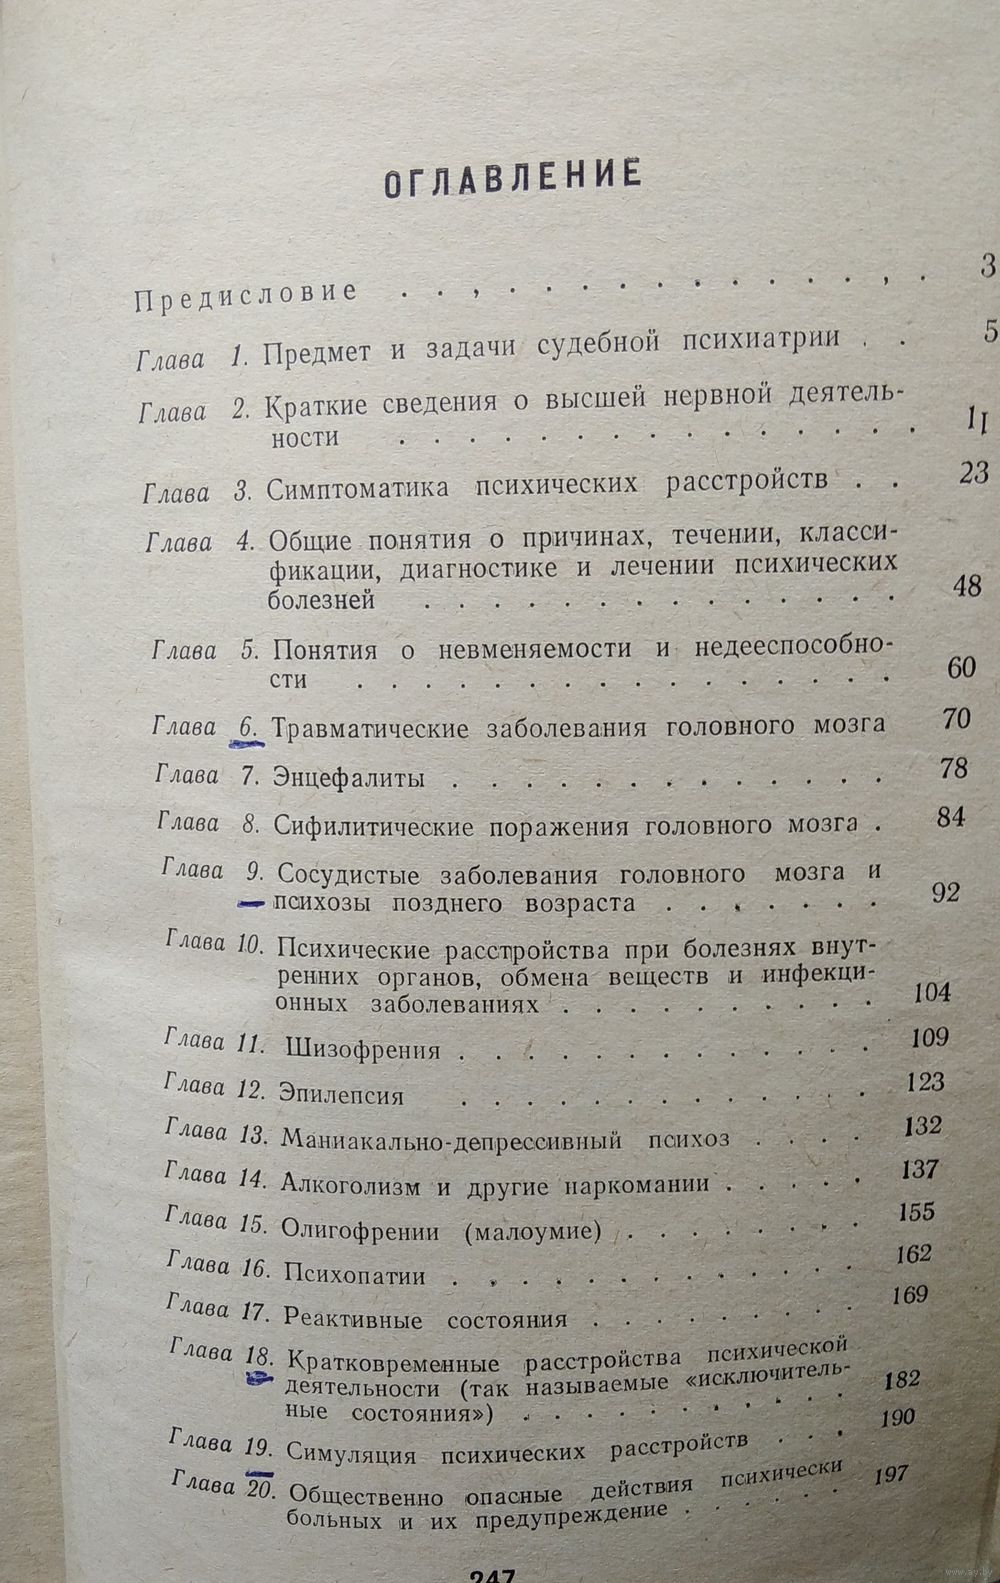 ОГЛАВЛЕНИЕ
Предисловие . . , . . . . . . . . . , . 3
Глава 1. Предмет и задачи судебной психиатрии . . 5
Глава 2. Краткие сведения о высшей нервной деятель-
ности . . . . . . . . . . . . . . . 11
Глава 3. Симптоматика психических расстройств . . 23
Глава 4. Общие понятия о причинах, течении, класси-
фикации, диагностике и лечении психических
болезней . . . . . . . . . . . . . . 48
Глава 5. Понятия о невменяемости и недееспособно-
сти . . . . . . . . . . . . . . . . 60
Глава 6. Травматические заболевания головного мозга 70
Глава 7. Энцефалиты . . . . . . . . . . . . . 78
Глава 8. Сифилитические поражения головного мозга . 84
Глава 9. Сосудистые заболевания головного мозга и
психозы позднего возраста . . . . . . . 92
Глава 10. Психические расстройства при болезнях внут-
ренних органов, обмена веществ и инфекци-
онных заболеваниях . . . . . . . . . 104
Глава 11. Шизофрения . . . . . . . . . . . . 109
Глава 12. Эпилепсия . . . . . . . . . . . . 123
Глава 13. Маниакально-депрессивный психоз . . . . 132
Глава 14. Алкоголизм и другие наркомании . . . . . 137
Глава 15. Олигофрении (малоумие) . . . . . . . 155
Глава 16. Психопатии . . . . . . . . . . . . 162
Глава 17. Реактивные состояния . . . . . . . . 169
Глава 18. Кратковременные расстройства психической
деятельности (так называемые «исключитель-
ные состояния») . . . . . . . . . . 182
Глава 19. Симуляция психических расстройств . . . 190
Глава 20. Общественно опасные действия психически
больных и их предупреждение . . . . . 197
247
www.ay.by